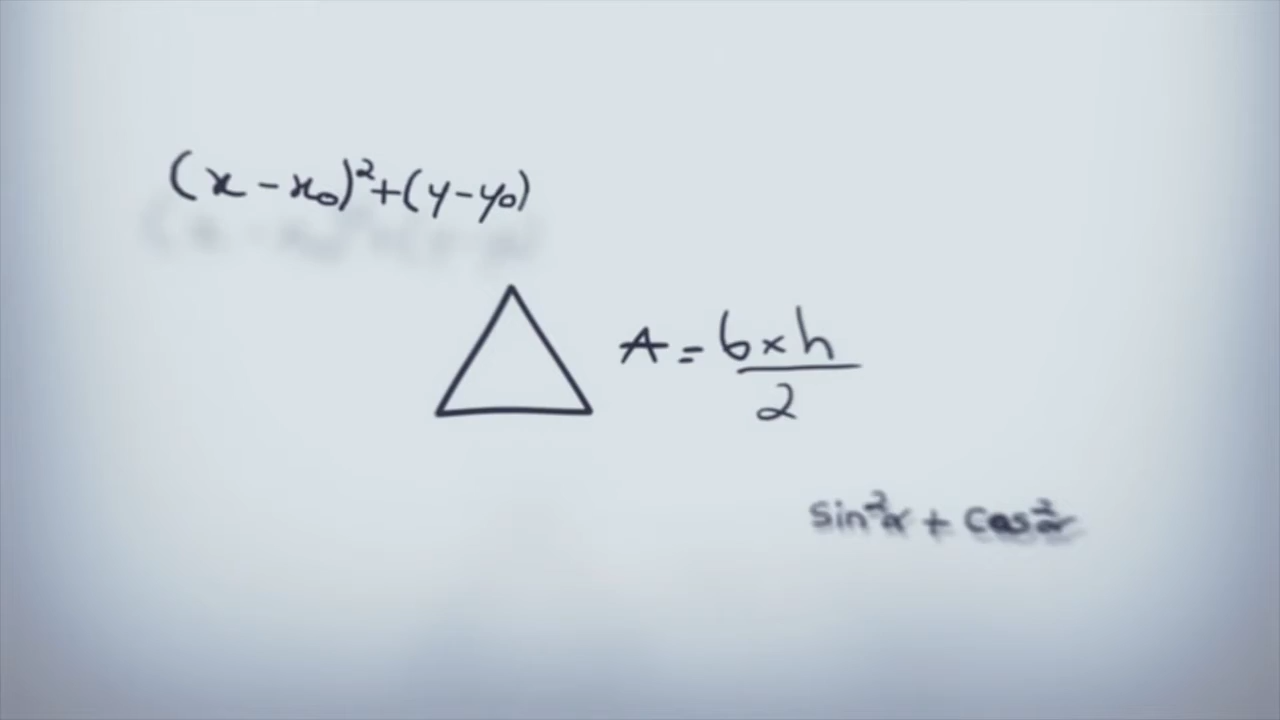 (x - x₀)² + (y - y₀)
A = b × h / 2
sin²α + cos²α